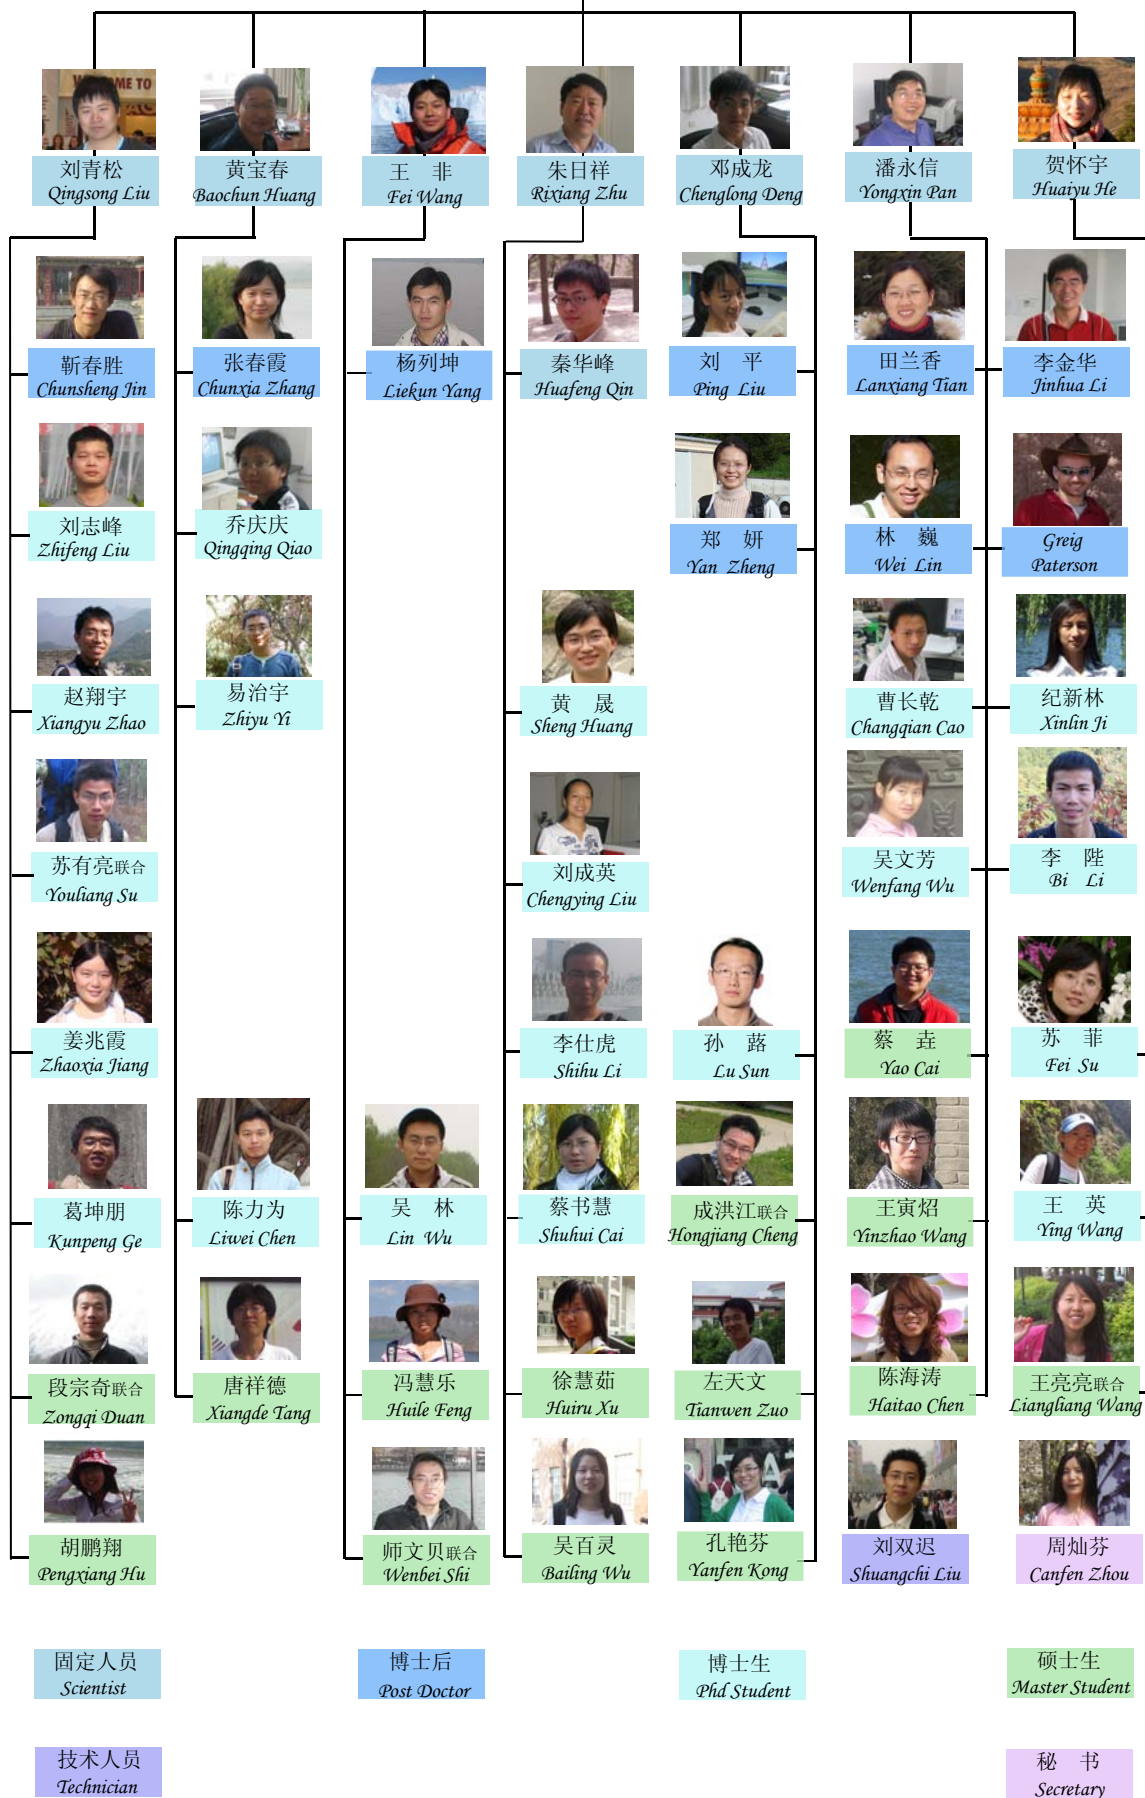 WELCOME TO
刘青松
Qingsong Liu
黄宝春
Baochun Huang
王 非
Fei Wang
朱日祥
Rixiang Zhu
邓成龙
Chenglong Deng
潘永信
Yongxin Pan
贺怀宇
Huaiyu He
靳春胜
Chunsheng Jin
张春霞
Chunxia Zhang
杨列坤
Liekun Yang
秦华峰
Huafeng Qin
刘 平
Ping Liu
田兰香
Lanxiang Tian
李金华
Jinhua Li
刘志峰
Zhifeng Liu
乔庆庆
Qingqing Qiao
郑 妍
Yan Zheng
林 巍
Wei Lin
Greig
Paterson
赵翔宇
Xiangyu Zhao
易治宇
Zhiyu Yi
黄 晟
Sheng Huang
曹长乾
Changqian Cao
纪新林
Xinlin Ji
苏有亮联合
Youliang Su
刘成英
Chengying Liu
吴文芳
Wenfang Wu
李 陛
Bi Li
姜兆霞
Zhaoxia Jiang
李仕虎
Shihu Li
孙 蕗
Lu Sun
蔡 垚
Yao Cai
苏 菲
Fei Su
葛坤朋
Kunpeng Ge
陈力为
Liwei Chen
吴 林
Lin Wu
蔡书慧
Shuhui Cai
成洪江联合
Hongjiang Cheng
王寅炤
Yinzhao Wang
王 英
Ying Wang
段宗奇联合
Zongqi Duan
唐祥德
Xiangde Tang
冯慧乐
Huile Feng
徐慧茹
Huiru Xu
左天文
Tianwen Zuo
陈海涛
Haitao Chen
王亮亮联合
Liangliang Wang
胡鹏翔
Pengxiang Hu
师文贝联合
Wenbei Shi
吴百灵
Bailing Wu
孔艳芬
Yanfen Kong
刘双迟
Shuangchi Liu
周灿芬
Canfen Zhou
固定人员
Scientist
博士后
Post Doctor
博士生
Phd Student
硕士生
Master Student
技术人员
Technician
秘 书
Secretary